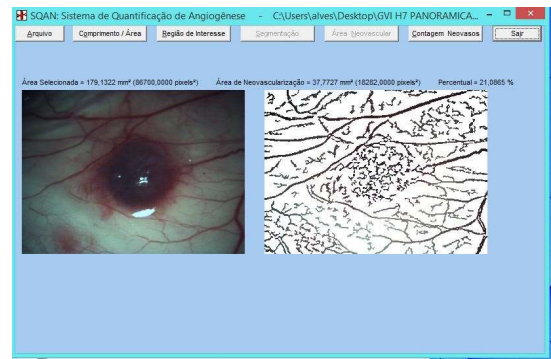 SQAN: Sistema de Quantificação de Angiogênese - C:\Users\alves\Desktop\GVI H7 PANORAMICA...
Arquivo Comprimento / Área Região de Interesse Segmentação Área Neovascular Contagem Neovasos Sair
Área Selecionada = 179,1322 mm² (86700,0000 pixels²) Área de Neovascularização = 37,7727 mm² (18282,0000 pixels²) Percentual = 21,0865 %